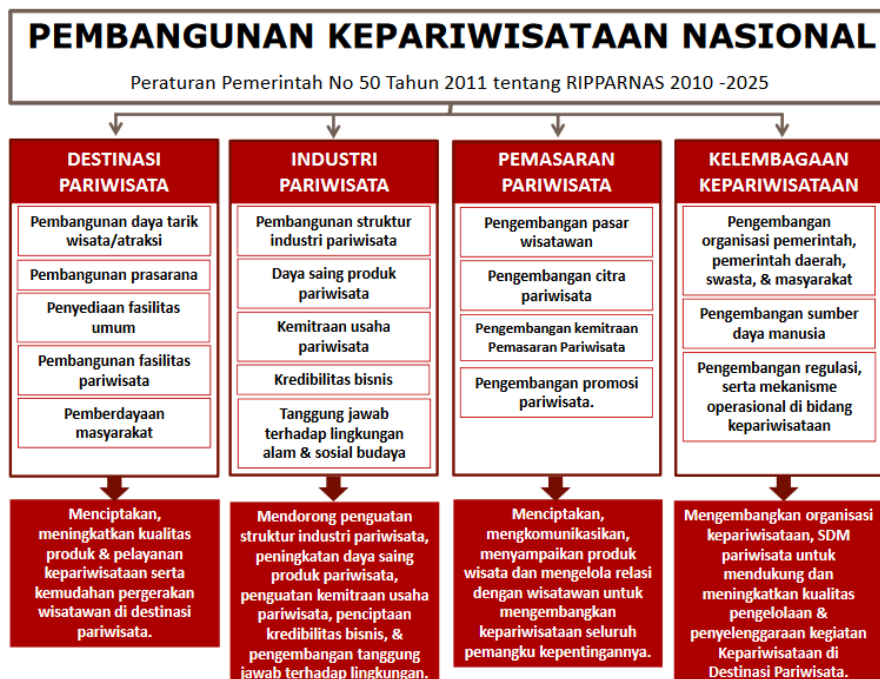 PEMBANGUNAN KEPARIWISATAAN NASIONAL
Peraturan Pemerintah No 50 Tahun 2011 tentang RIPPARNAS 2010 -2025
DESTINASI
PARIWISATA
Pembangunan daya tarik
wisata/atraksi
Pembangunan prasarana
Penyediaan fasilitas
umum
Pembangunan fasilitas
pariwisata
Pemberdayaan
masyarakat
Menciptakan,
meningkatkan kualitas
produk & pelayanan
kepariwisataan serta
kemudahan pergerakan
wisatawan di destinasi
pariwisata.
INDUSTRI
PARIWISATA
Pembangunan struktur
industri pariwisata
Daya saing produk
pariwisata
Kemitraan usaha
pariwisata
Kredibilitas bisnis
Tanggung jawab
terhadap lingkungan
alam & sosial budaya
Mendorong penguatan
struktur industri pariwisata,
peningkatan daya saing
produk pariwisata,
penguatan kemitraan usaha
pariwisata, penciptaan
kredibilitas bisnis, &
pengembangan tanggung
jawab terhadap lingkungan.
PEMASARAN
PARIWISATA
Pengembangan pasar
wisatawan
Pengembangan citra
pariwisata
Pengembangan kemitraan
Pemasaran Pariwisata
Pengembangan promosi
pariwisata.
Menciptakan,
mengkomunikasikan,
menyampaikan produk
wisata dan mengelola relasi
dengan wisatawan untuk
mengembangkan
kepariwisataan seluruh
pemangku kepentingannya.
KELEMBAGAAN
KEPARIWISATAAN
Pengembangan
organisasi pemerintah,
pemerintah daerah,
swasta, & masyarakat
Pengembangan sumber
daya manusia
Pengembangan regulasi,
serta mekanisme
operasional di bidang
kepariwisataan
Mengembangkan organisasi
kepariwisataan, SDM
pariwisata untuk
mendukung dan
meningkatkan kualitas
pengelolaan &
penyelenggaraan kegiatan
Kepariwisataan di
Destinasi Pariwisata.